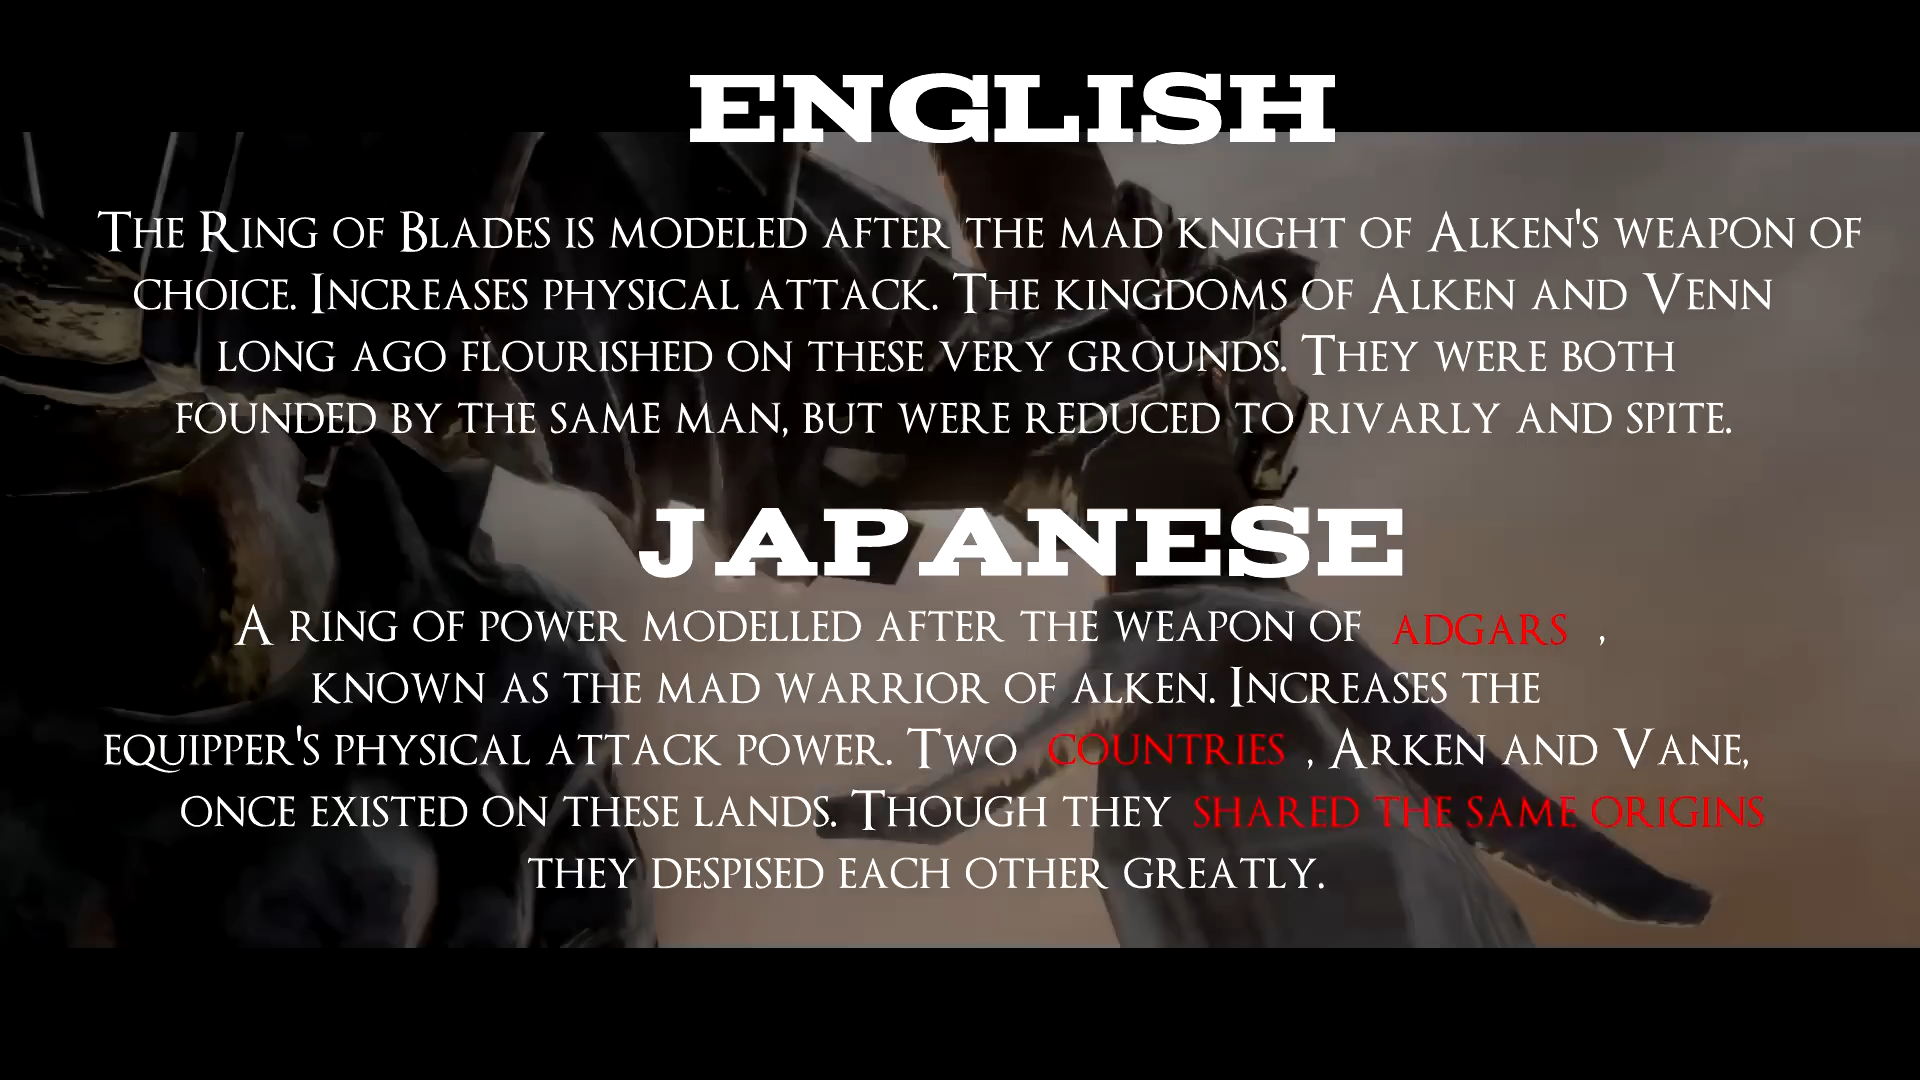 ENGLISH
The Ring of Blades is modeled after the mad knight of Alken's weapon of
choice. Increases physical attack. The kingdoms of Alken and Venn
long ago flourished on these very grounds. They were both
founded by the same man, but were reduced to rivarly and spite.
JAPANESE
A ring of power modelled after the weapon of adgars ,
known as the mad warrior of alken. Increases the
equipper's physical attack power. Two countries , Arken and Vane,
once existed on these lands. Though they shared the same origins
they despised each other greatly.